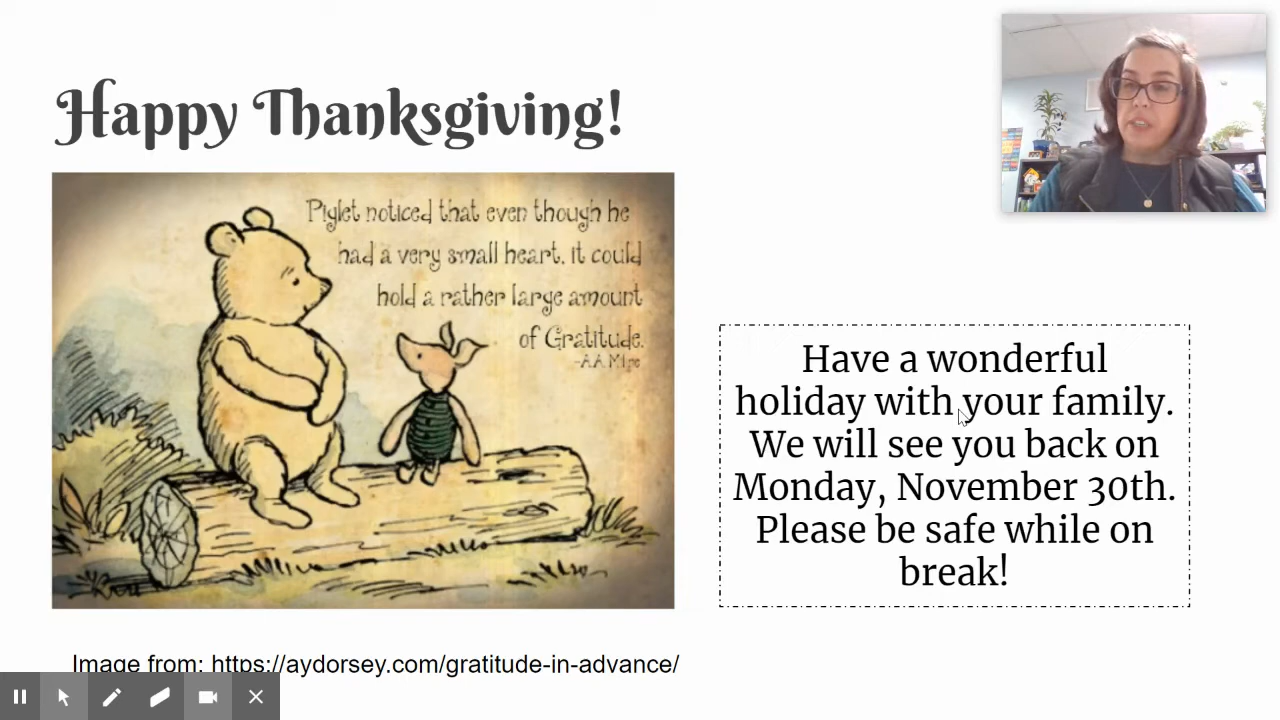 Happy Thanksgiving!
Piglet noticed that even though he
had a very small heart, it could
hold a rather large amount
of Gratitude.
-A.A. Milne
Have a wonderful
holiday with your family.
We will see you back on
Monday, November 30th.
Please be safe while on
break!
Image from: https://aydorsey.com/gratitude-in-advance/